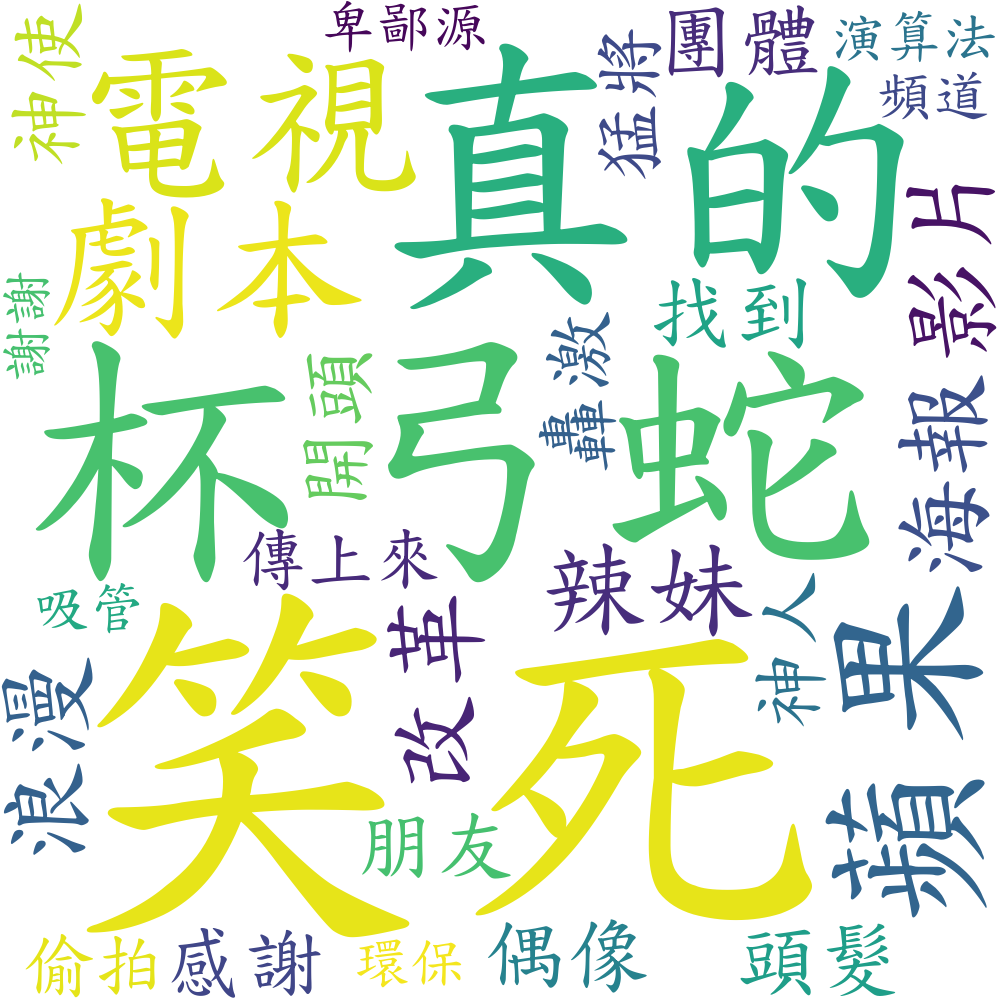 神使
卑鄙源
電視
真的
猛將
團體
演算法
頻道
劇本
影片
謝謝
找到
杯弓蛇
開頭
轟激
海報
傳上來
辣妹
吸管
改革
神人
蘋果
浪漫
笑死
朋友
偷拍
感謝
環保
偶像
頭髮